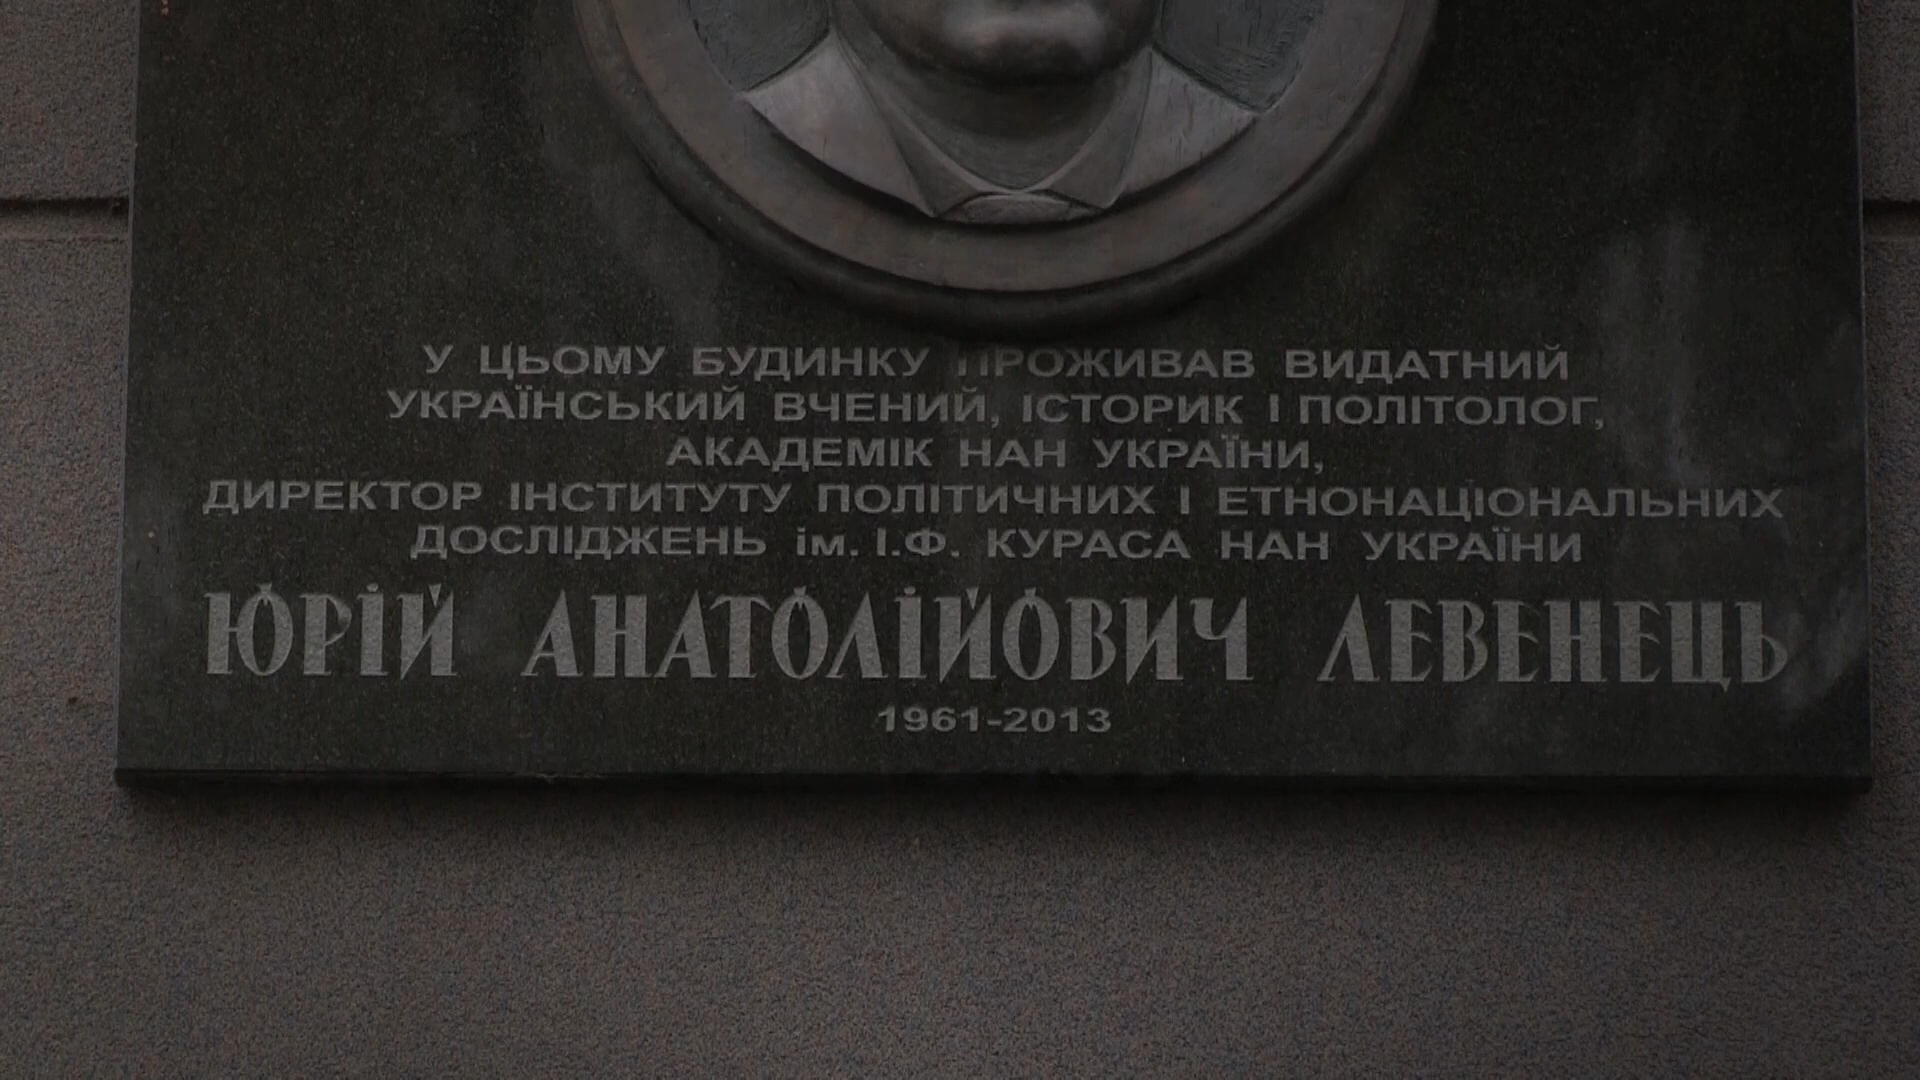 У ЦЬОМУ БУДИНКУ ПРОЖИВАВ ВИДАТНИЙ
УКРАЇНСЬКИЙ ВЧЕНИЙ, ІСТОРИК І ПОЛІТОЛОГ,
АКАДЕМІК НАН УКРАЇНИ,
ДИРЕКТОР ІНСТИТУТУ ПОЛІТИЧНИХ І ЕТНОНАЦІОНАЛЬНИХ
ДОСЛІДЖЕНЬ ім. І.Ф. КУРАСА НАН УКРАЇНИ
ЮРІЙ АНАТОЛІЙОВИЧ ЛЕВЕНЕЦЬ
1961-2013